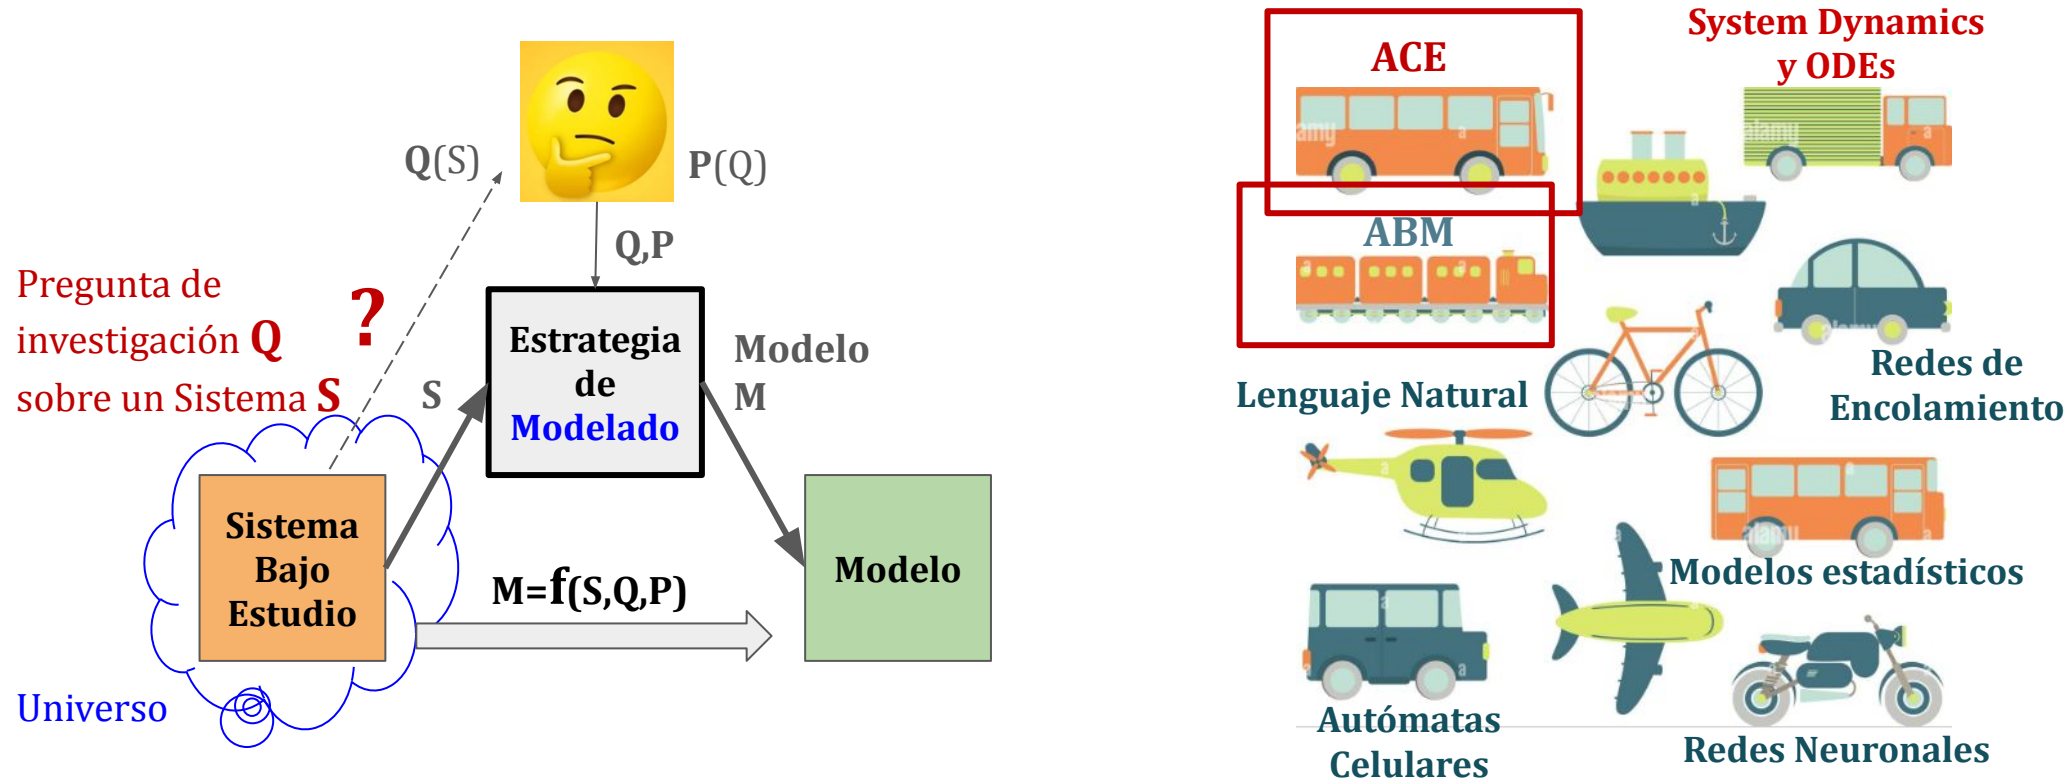 Q(S)
P(Q)
Q,P
Pregunta de
investigación Q
sobre un Sistema S
?
S
Estrategia
de
Modelado
Modelo
M
Sistema
Bajo
Estudio
M=f(S,Q,P)
Modelo
Universo
ACE
System Dynamics
y ODEs
ABM
Lenguaje Natural
Redes de
Encolamiento
Modelos estadísticos
Autómatas
Celulares
Redes Neuronales
alamy